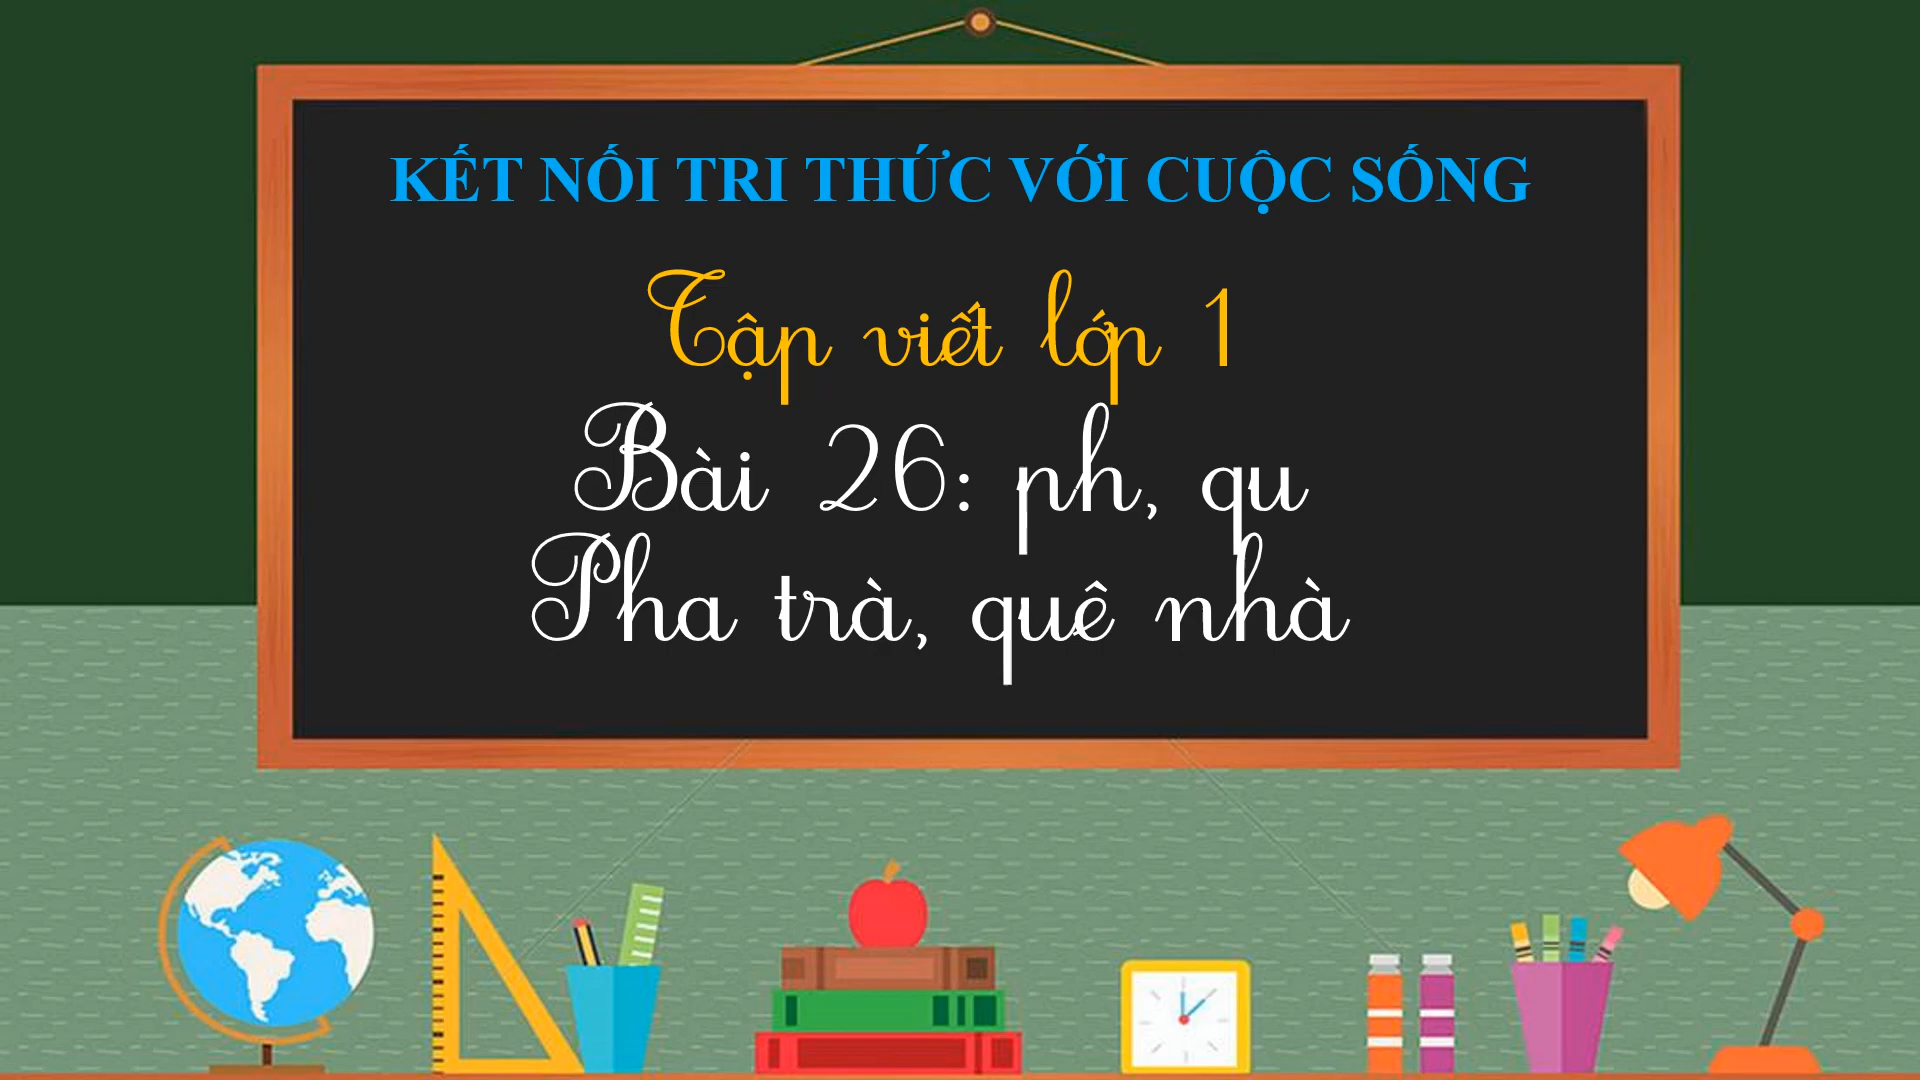 KẾT NỐI TRI THỨC VỚI CUỘC SỐNG
Tập viết lớp 1
Bài 26: ph, qu
Pha trà, quê nhà